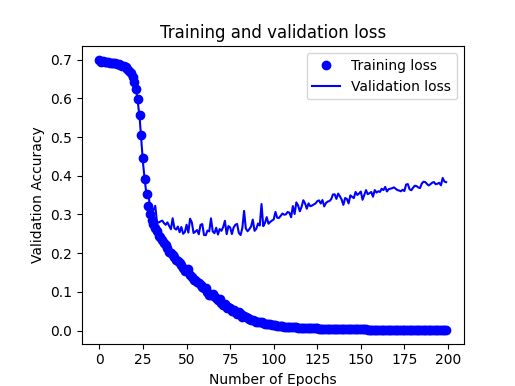 Training and validation loss
Training loss
Validation loss
Validation Accuracy
0.7
0.6
0.5
0.4
0.3
0.2
0.1
0.0
0 25 50 75 100 125 150 175 200
Number of Epochs